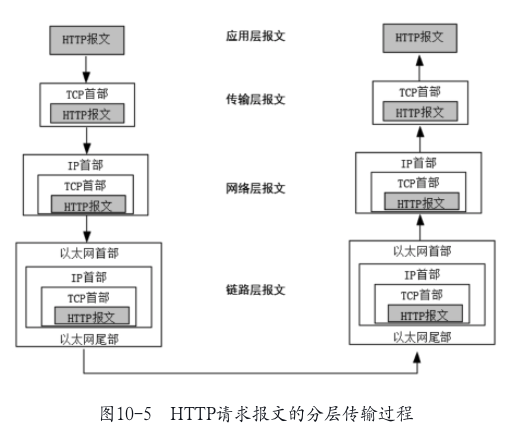 HTTP报文
应用层报文
HTTP报文
TCP首部
HTTP报文
传输层报文
TCP首部
HTTP报文
IP首部
TCP首部
HTTP报文
网络层报文
IP首部
TCP首部
HTTP报文
以太网首部
IP首部
TCP首部
HTTP报文
以太网尾部
链路层报文
以太网首部
IP首部
TCP首部
HTTP报文
以太网尾部
图10-5 HTTP请求报文的分层传输过程